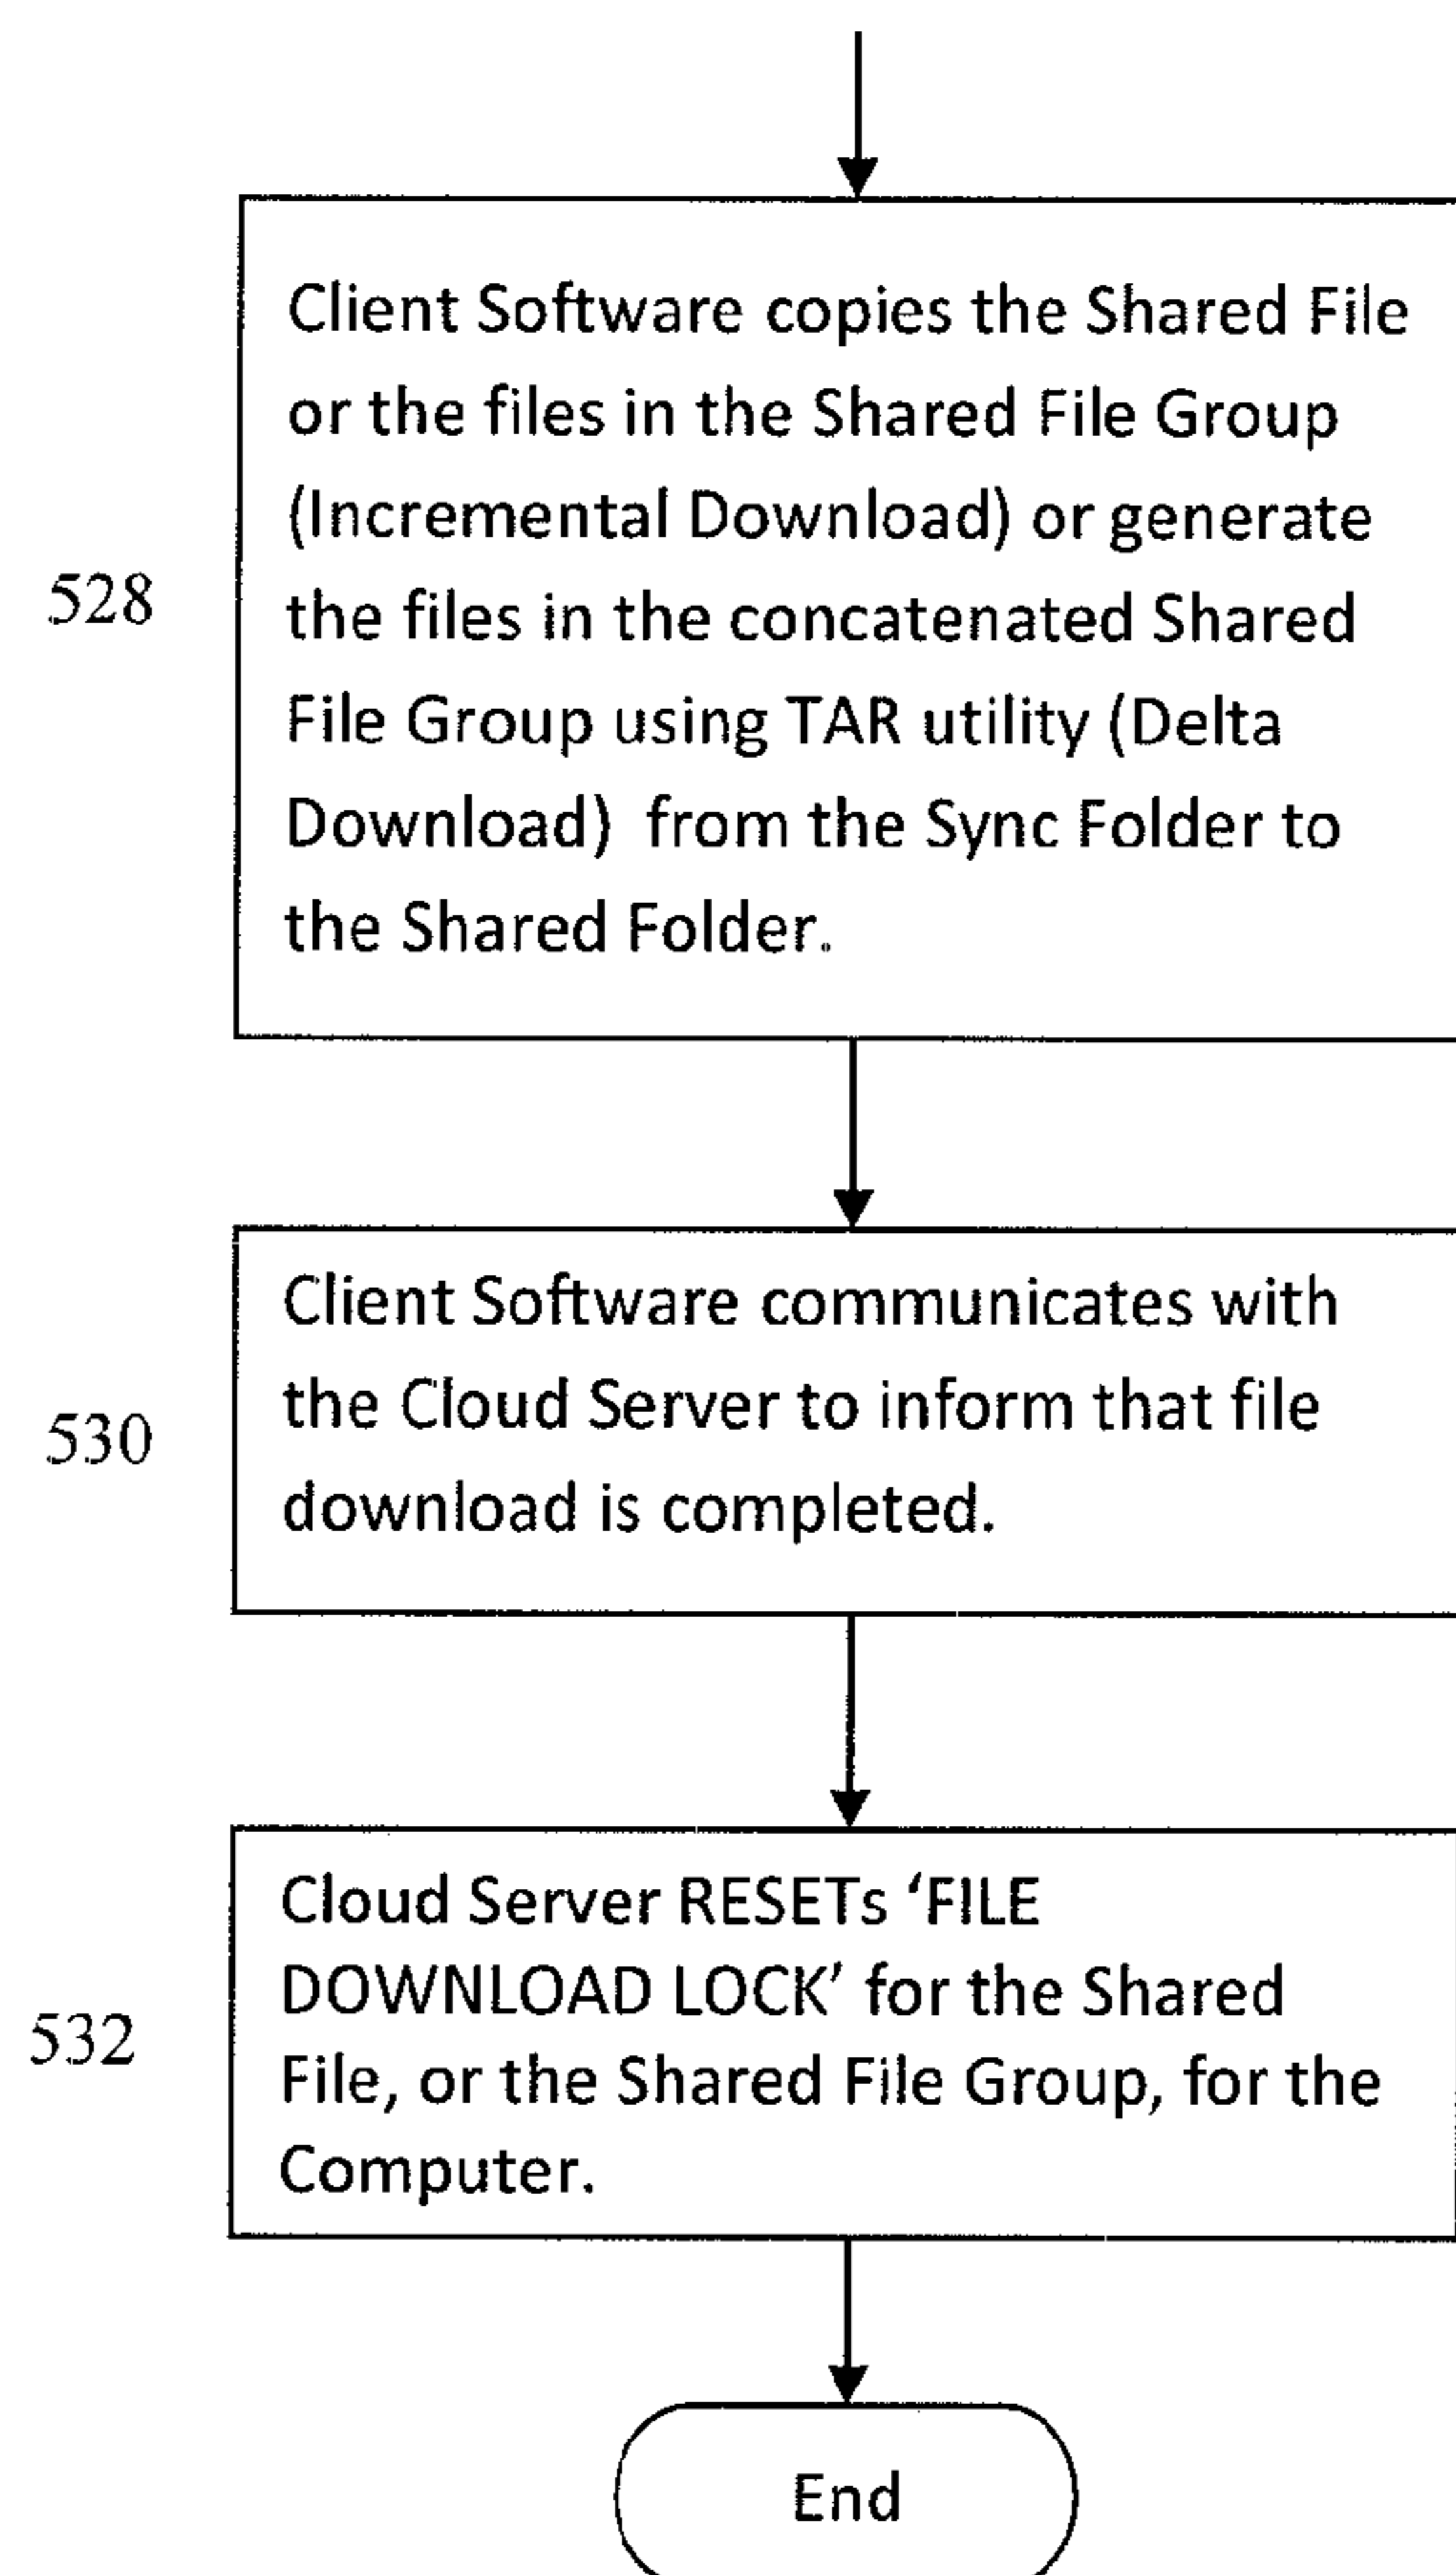 Client Software copies the Shared File
or the files in the Shared File Group
(Incremental Download) or generate
528
the files in the concatenated Shared
File Group using TAR utility (Delta
Download) from the Sync Folder to
the Shared Folder.
Client Software communicates with
530
the Cloud Server to inform that file
download is completed.
Cloud Server RESETs ‘FILE
DOWNLOAD LOCK’ for the Shared
532
File, or the Shared File Group, for the
Computer.
End